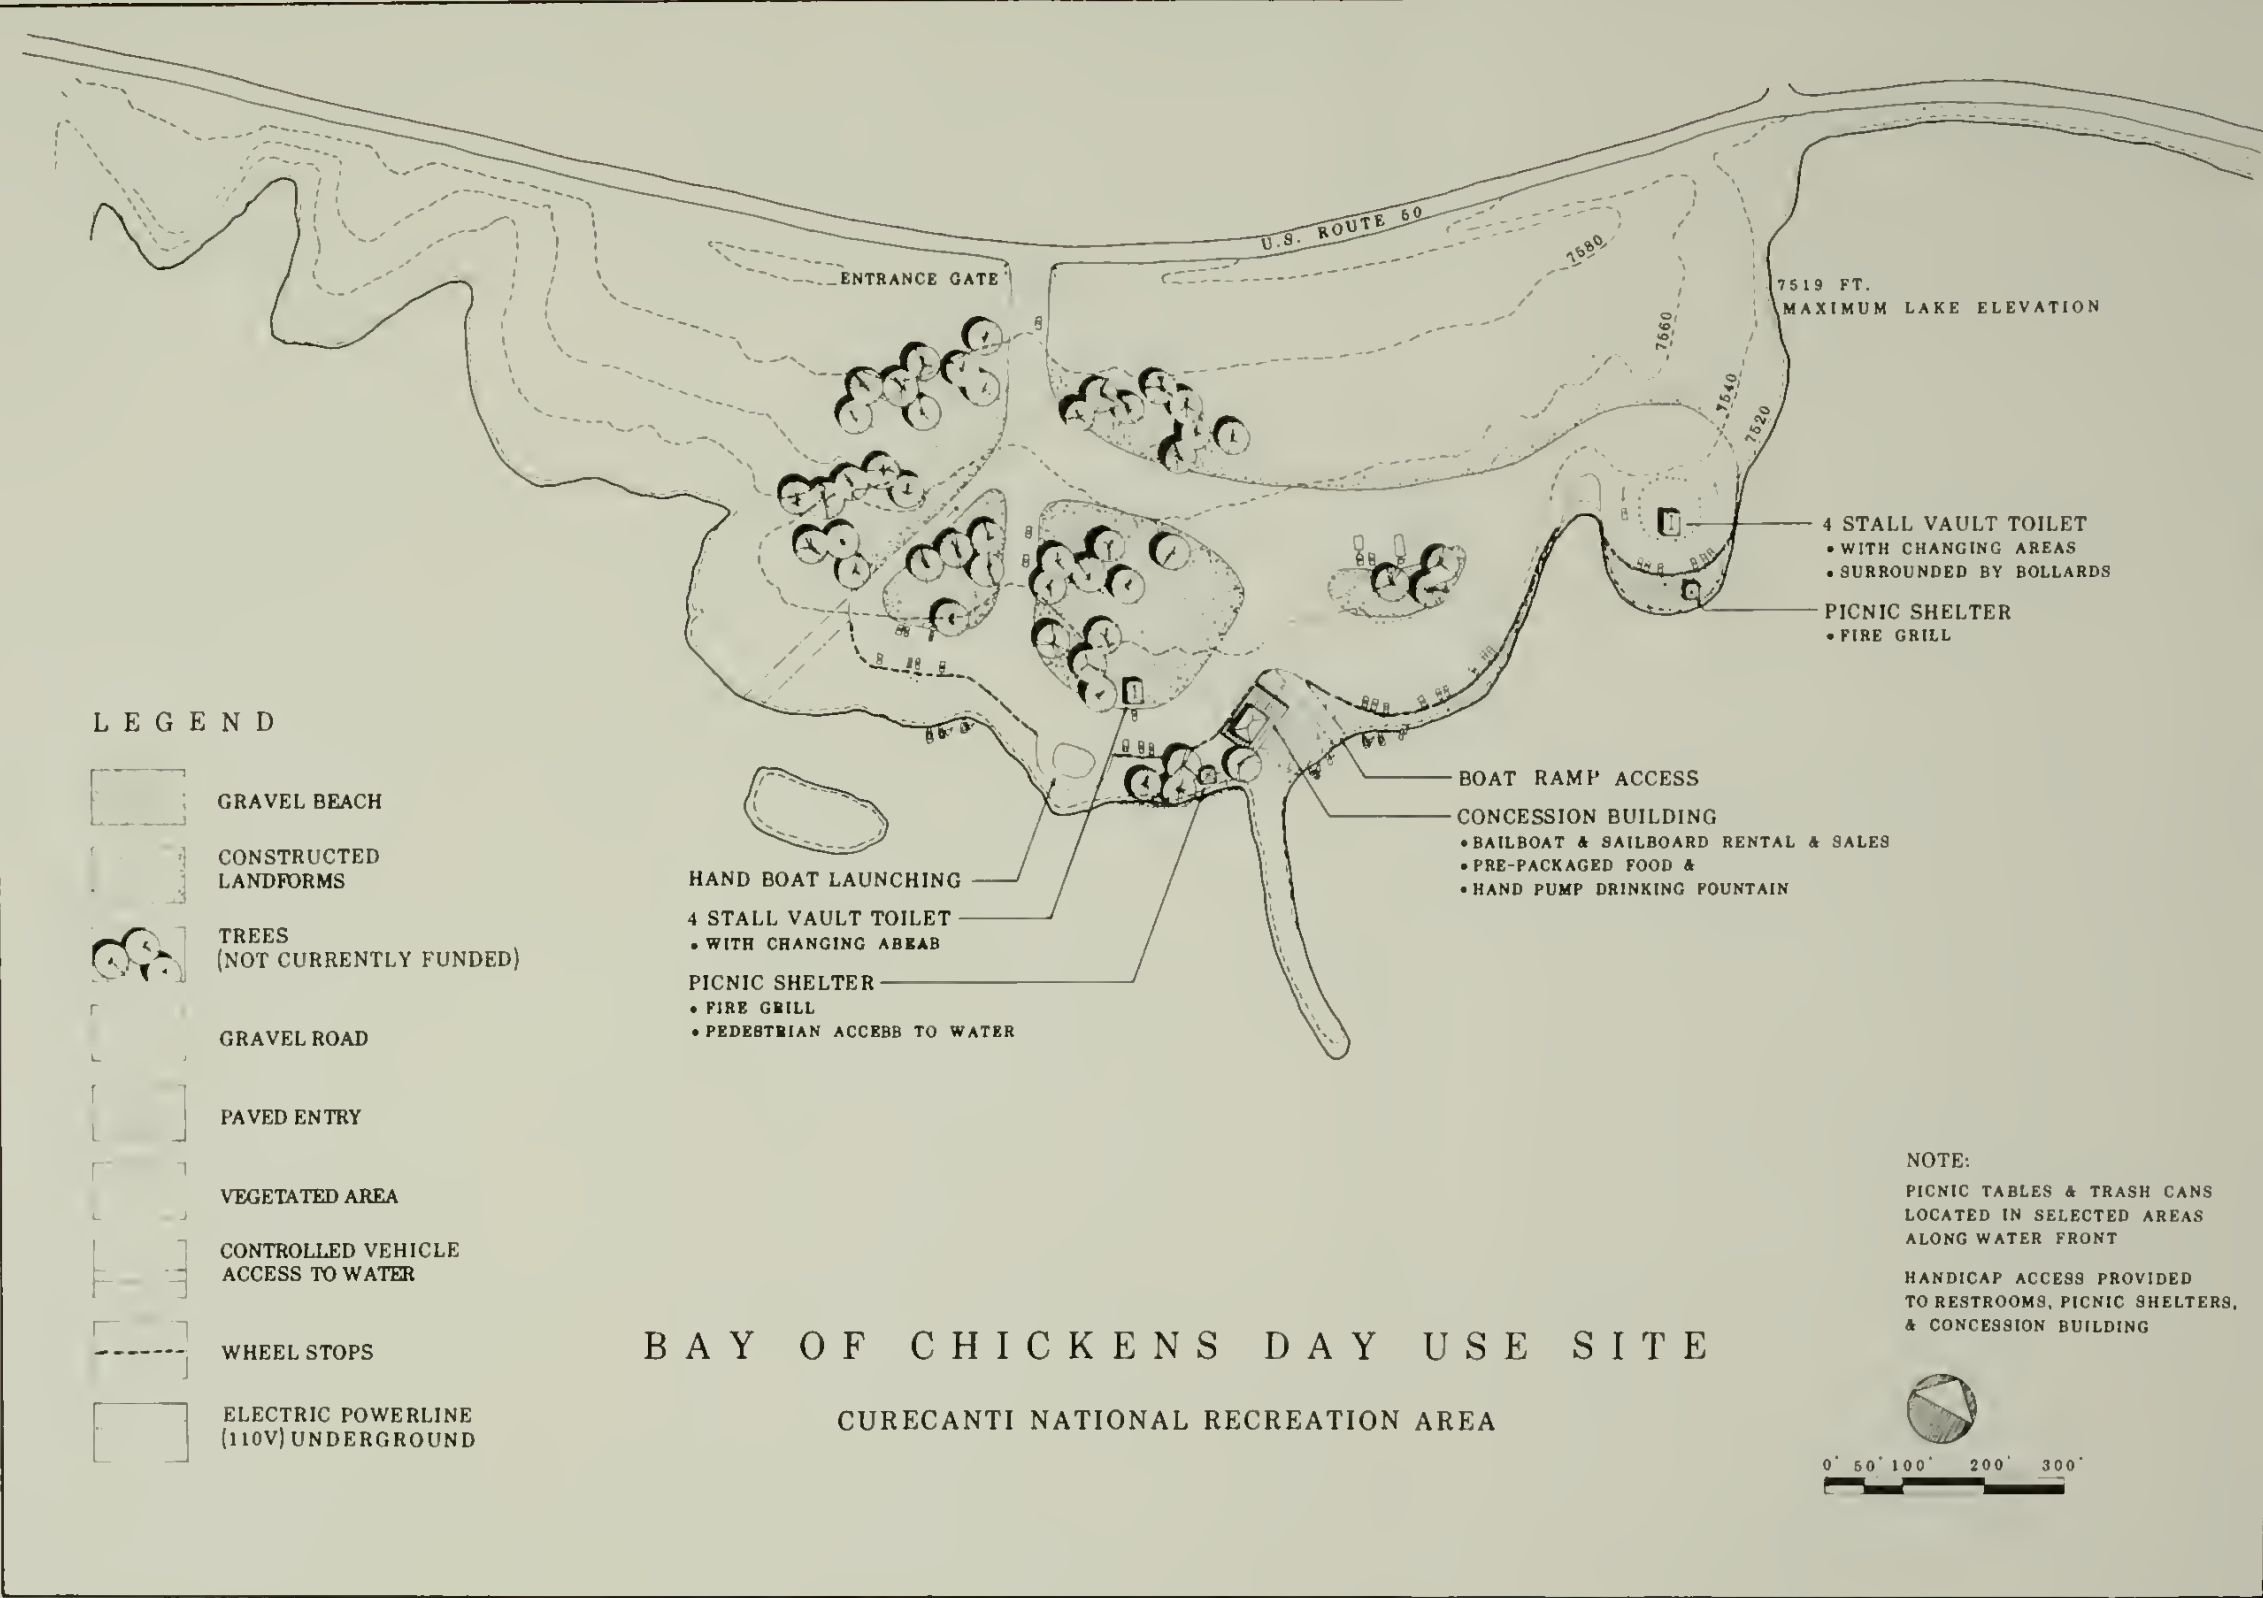 U.S. ROUTE 50
ENTRANCE GATE
7580
7560
7540
7520
7519 FT.
MAXIMUM LAKE ELEVATION
4 STALL VAULT TOILET
• WITH CHANGING AREAS
• SURROUNDED BY BOLLARDS
PICNIC SHELTER
• FIRE GRILL
LEGEND
GRAVEL BEACH
CONSTRUCTED
LANDFORMS
TREES
(NOT CURRENTLY FUNDED)
GRAVEL ROAD
PAVED ENTRY
VEGETATED AREA
CONTROLLED VEHICLE
ACCESS TO WATER
WHEEL STOPS
ELECTRIC POWERLINE
(110V) UNDERGROUND
BOAT RAMP ACCESS
CONCESSION BUILDING
• BAILBOAT & SAILBOARD RENTAL & SALES
• PRE-PACKAGED FOOD &
• HAND PUMP DRINKING FOUNTAIN
HAND BOAT LAUNCHING
4 STALL VAULT TOILET
• WITH CHANGING AREAS
PICNIC SHELTER
• FIRE GRILL
• PEDESTRIAN ACCESS TO WATER
NOTE:
PICNIC TABLES & TRASH CANS
LOCATED IN SELECTED AREAS
ALONG WATER FRONT
HANDICAP ACCESS PROVIDED
TO RESTROOMS, PICNIC SHELTERS,
& CONCESSION BUILDING
BAY OF CHICKENS DAY USE SITE
CURECANTI NATIONAL RECREATION AREA
0' 50' 100' 200' 300'